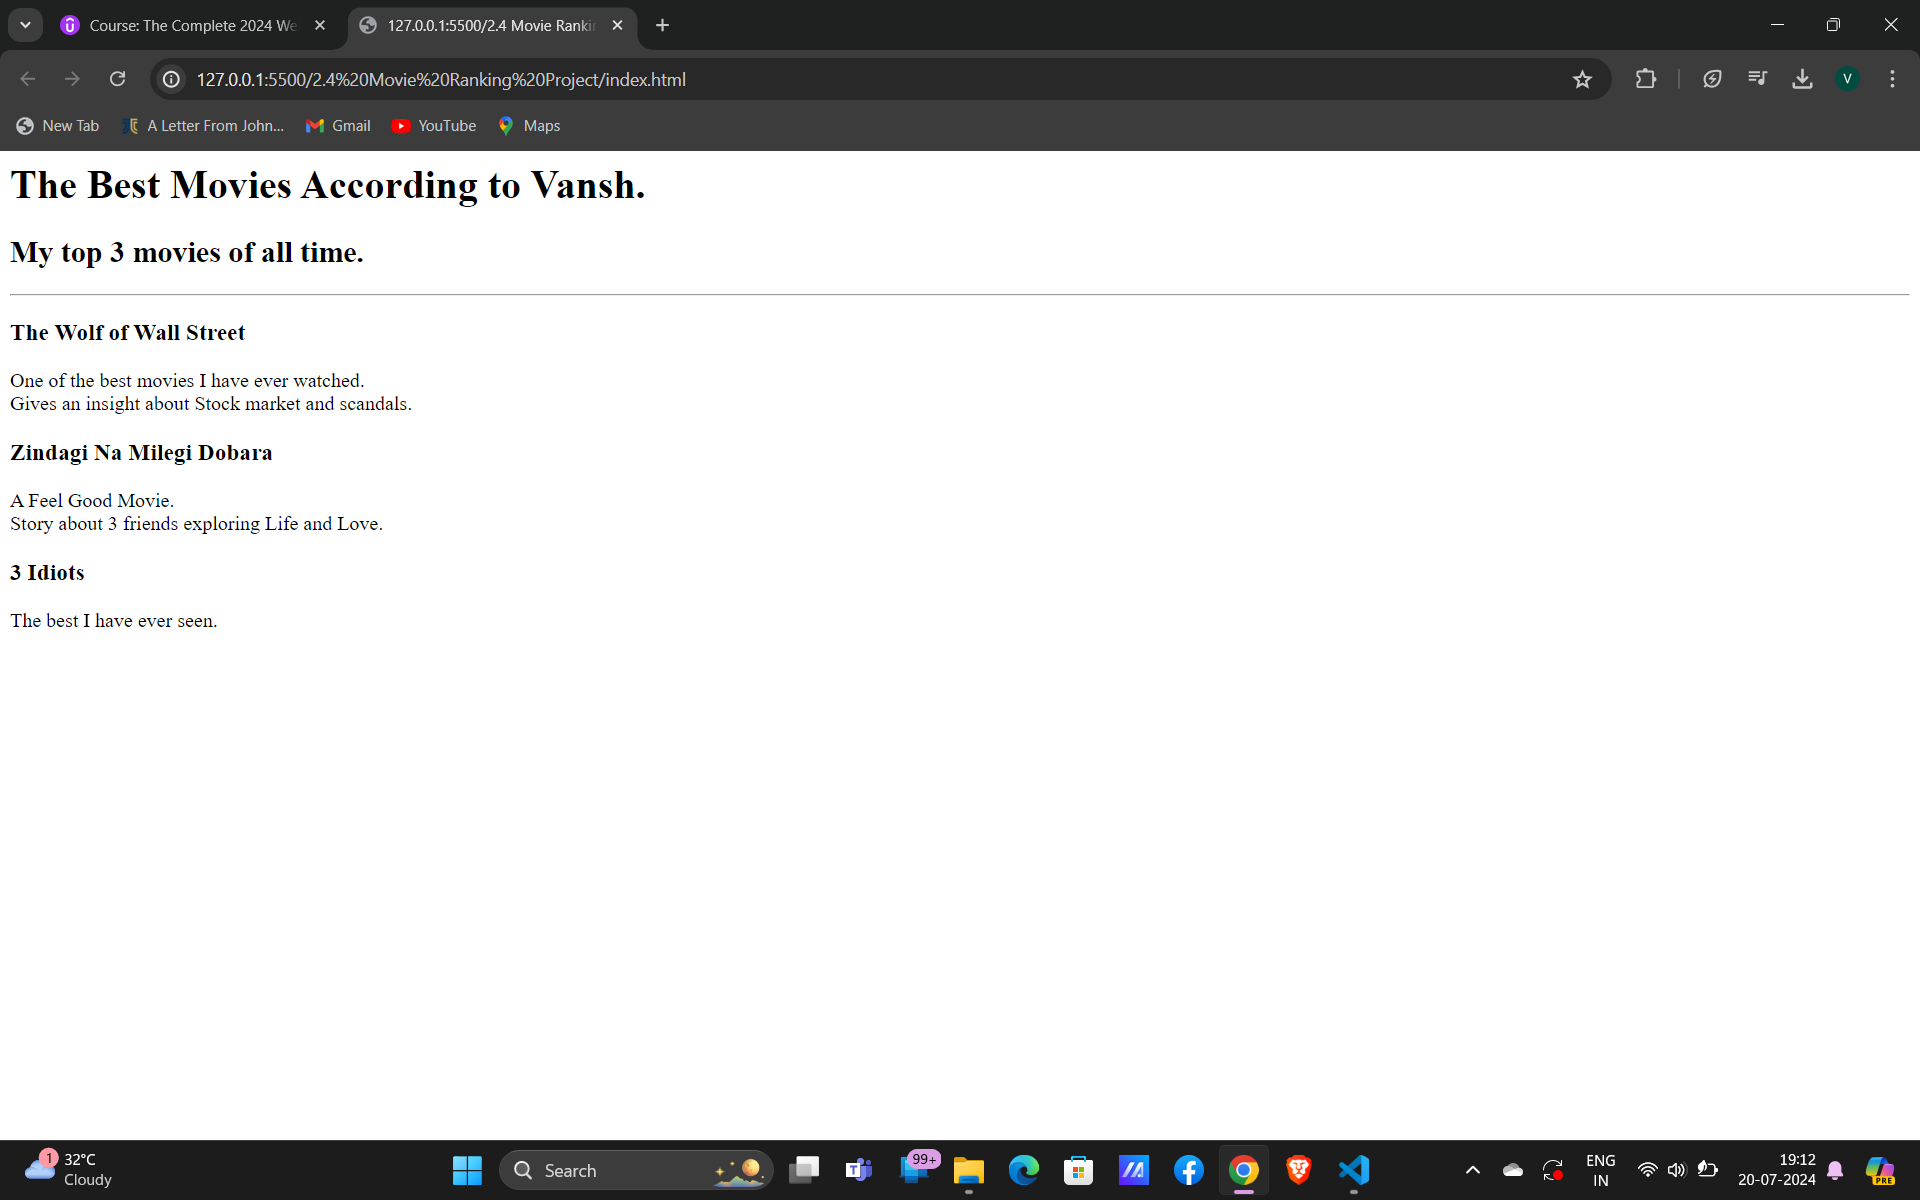 Course: The Complete 2024 We
127.0.0.1:5500/2.4 Movie Rankin
127.0.0.1:5500/2.4%20Movie%20Ranking%20Project/index.html
V
New Tab
A Letter From John...
Gmail
YouTube
Maps
The Best Movies According to Vansh.
My top 3 movies of all time.
The Wolf of Wall Street
One of the best movies I have ever watched.
Gives an insight about Stock market and scandals.
Zindagi Na Milegi Dobara
A Feel Good Movie.
Story about 3 friends exploring Life and Love.
3 Idiots
The best I have ever seen.
1
32°C
Cloudy
Search
99+
ENG
IN
19:12
20-07-2024
PRE